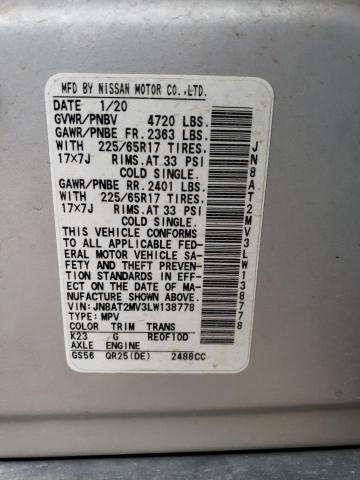 MFD BY NISSAN MOTOR CO.,LTD.
DATE 1/20
GVWR/PNBV 4720 LBS.
GAWR/PNBE FR. 2363 LBS.
WITH 225/65R17 TIRES.
17×7J RIMS.AT 33 PSI
COLD SINGLE.
GAWR/PNBE RR. 2401 LBS.
WITH 225/65R17 TIRES.
17×7J RIMS.AT 33 PSI
COLD SINGLE.
THIS VEHICLE CONFORMS
TO ALL APPLICABLE FED-
ERAL MOTOR VEHICLE SA-
FETY AND THEFT PREVEN-
TION STANDARDS IN EFF-
ECT ON THE DATE OF MA-
NUFACTURE SHOWN ABOVE.
VIN:JN8AT2MV3LW138778
TYPE: MPV
COLOR TRIM TRANS
K23 G RE0F10D
AXLE ENGINE
GS56 QR25(DE) 2488CC
JN8AT2MV3LW138778